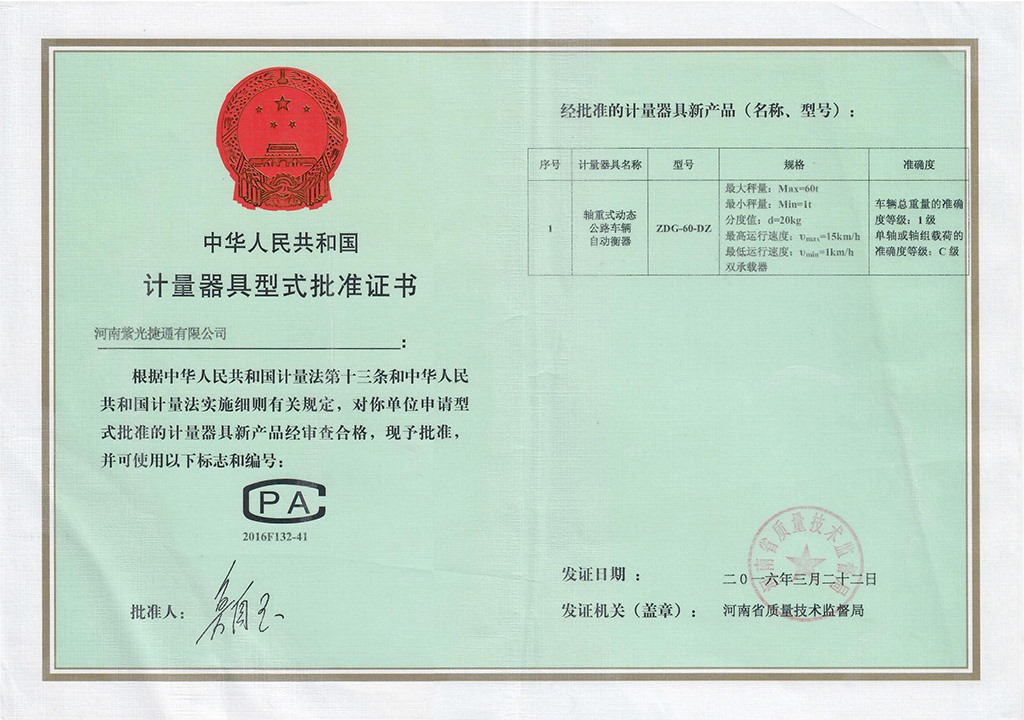 中华人民共和国
计量器具型式批准证书
河南紫光捷通有限公司
:
根据中华人民共和国计量法第十三条和中华人民
共和国计量法实施细则有关规定，对你单位申请型
式批准的计量器具新产品经审查合格，现予批准，
并可使用以下标志和编号：
CPA
2016F132-41
批准人：
经批准的计量器具新产品（名称、型号）：
序号 计量器具名称 型号 规格 准确度
1
轴重式动态
公路车辆
自动衡器
ZDG-60-DZ
最大秤量：Max=60t
最小秤量：Min=1t
分度值：d=20kg
最高运行速度：υmax=15km/h
最低运行速度：υmin=1km/h
双承载器
车辆总重量的准确
度等级：1 级
单轴或轴组载荷的
准确度等级：C 级
河南省质量技术监督局
发证日期 ： 二0一六年三月二十二日
发证机关（盖章）： 河南省质量技术监督局